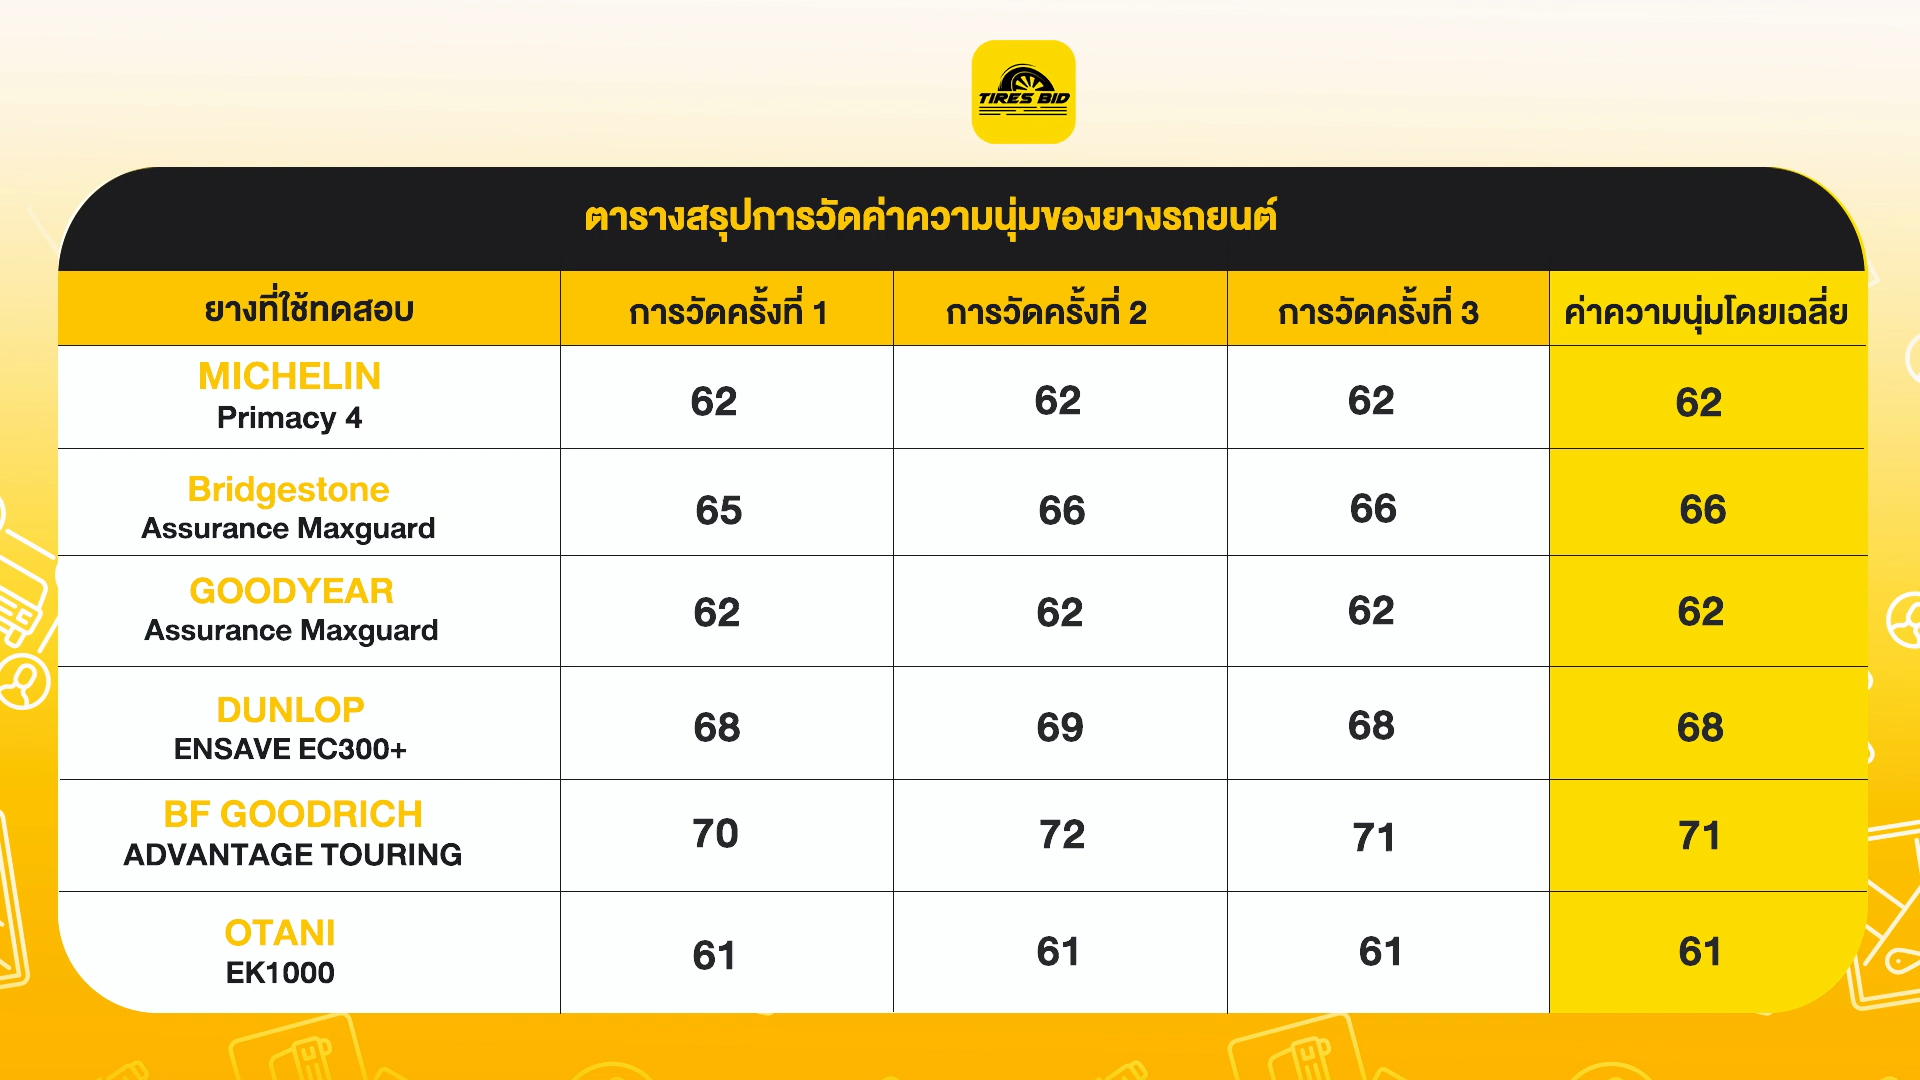 TIRES BID
ตารางสรุปการวัดค่าความนุ่มของยางรถยนต์
ยางที่ใช้ทดสอบ การวัดครั้งที่ 1 การวัดครั้งที่ 2 การวัดครั้งที่ 3 ค่าความนุ่มโดยเฉลี่ย
MICHELIN
Primacy 4 62 62 62 62
Bridgestone
Assurance Maxguard 65 66 66 66
GOODYEAR
Assurance Maxguard 62 62 62 62
DUNLOP
ENSAVE EC300+ 68 69 68 68
BF GOODRICH
ADVANTAGE TOURING 70 72 71 71
OTANI
EK1000 61 61 61 61